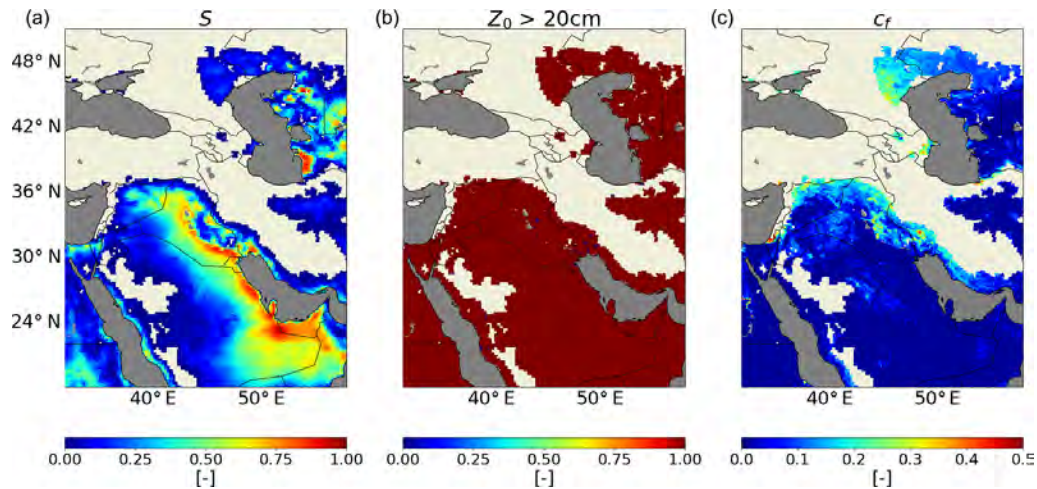 (a) S
(b) Z₀ > 20cm
(c) c_f
48° N
42° N
36° N
30° N
24° N
40° E 50° E
40° E 50° E
40° E 50° E
0.00 0.25 0.50 0.75 1.00
0.00 0.25 0.50 0.75 1.00
0.0 0.1 0.2 0.3 0.4 0.5
[-]
[-]
[-]